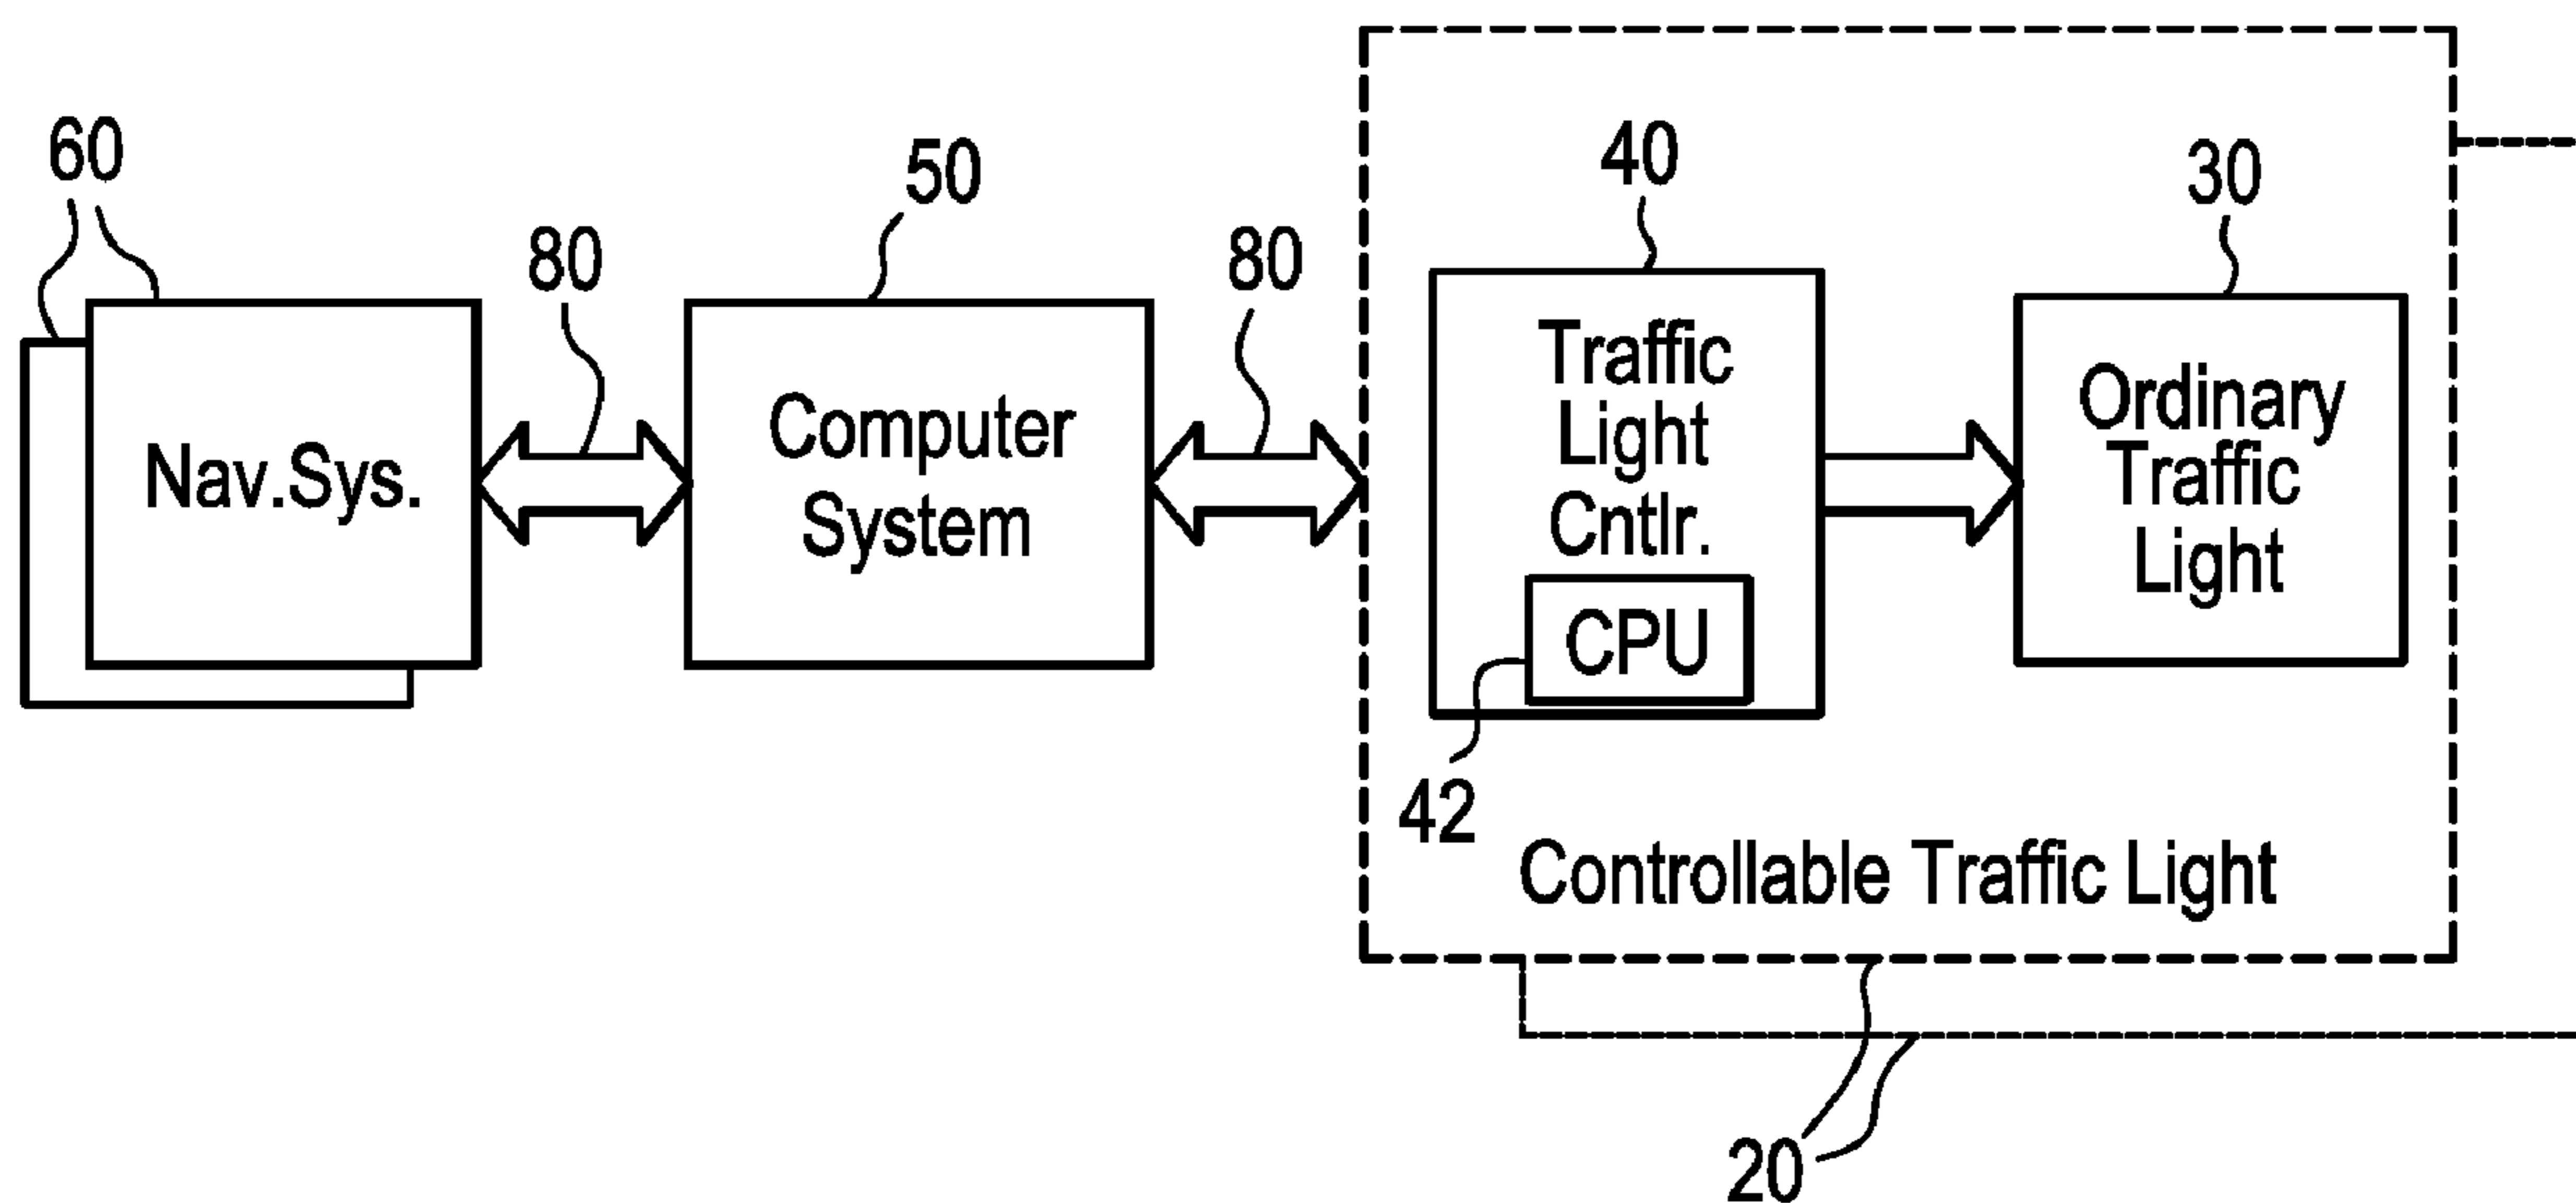 60
80
50
80
40
30
Nav.Sys.
Computer
System
Traffic
Light
Cntlr.
CPU
42
Ordinary
Traffic
Light
Controllable Traffic Light
20